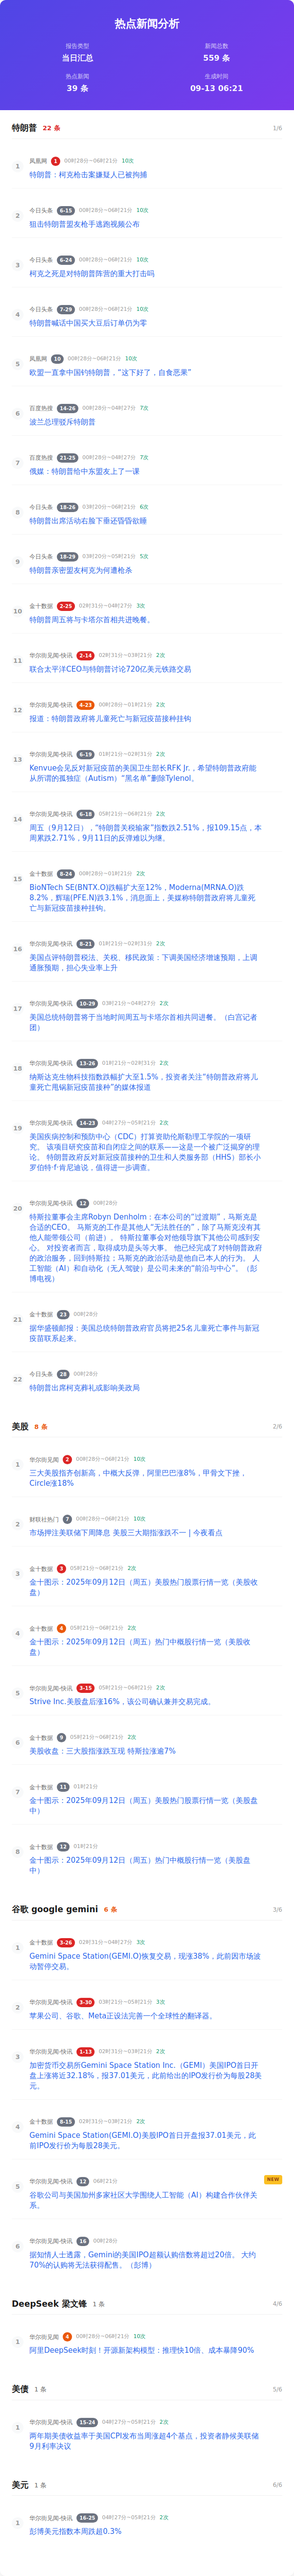 热点新闻分析
报告类型
新闻总数
当日汇总
559 条
热点新闻
生成时间
39 条
09-13 06:21
特朗普 22 条 1/6
1
凤凰网 1 00时28分~06时21分 10次
特朗普：柯克枪击案嫌疑人已被拘捕
2
今日头条 6-15 00时28分~06时21分 10次
狙击特朗普盟友枪手逃跑视频公布
3
今日头条 6-24 00时28分~06时21分 10次
柯克之死是对特朗普阵营的重大打击吗
4
今日头条 7-29 00时28分~06时21分 10次
特朗普喊话中国买大豆后订单仍为零
5
凤凰网 10 00时28分~06时21分 10次
欧盟一直拿中国约特朗普，“这下好了，自食恶果”
6
百度热搜 14-26 00时28分~04时27分 7次
波兰总理驳斥特朗普
7
百度热搜 21-25 00时28分~04时27分 7次
俄媒：特朗普给中东盟友上了一课
8
今日头条 18-26 03时20分~06时21分 6次
特朗普出席活动右脸下垂还昏昏欲睡
9
今日头条 18-29 03时20分~05时21分 5次
特朗普亲密盟友柯克为何遭枪杀
10
金十数据 2-25 02时31分~04时27分 3次
特朗普周五将与卡塔尔首相共进晚餐。
11
华尔街见闻-快讯 2-14 02时31分~03时21分 2次
联合太平洋CEO与特朗普讨论720亿美元铁路交易
12
华尔街见闻-快讯 4-23 00时28分~01时21分 2次
报道：特朗普政府将儿童死亡与新冠疫苗接种挂钩
13
华尔街见闻-快讯 6-19 01时21分~02时31分 2次
Kenvue会见反对新冠疫苗的美国卫生部长RFK Jr.，希望特朗普政府能
从所谓的孤独症（Autism）“黑名单”删除Tylenol。
14
华尔街见闻-快讯 6-18 05时21分~06时21分 2次
周五（9月12日），“特朗普关税输家”指数跌2.51%，报109.15点，本
周累跌2.71%，9月11日的反弹难以为继。
15
金十数据 8-24 00时28分~01时21分 2次
BioNTech SE(BNTX.O)跌幅扩大至12%，Moderna(MRNA.O)跌
8.2%，辉瑞(PFE.N)跌3.1%，消息面上，美媒称特朗普政府将儿童死
亡与新冠疫苗接种挂钩。
16
华尔街见闻-快讯 8-21 01时21分~02时31分 2次
美国点评特朗普税法、关税、移民政策：下调美国经济增速预期，上调
通胀预期，担心失业率上升
17
华尔街见闻-快讯 10-29 03时21分~04时27分 2次
美国总统特朗普将于当地时间周五与卡塔尔首相共同进餐。（白宫记者
团）
18
华尔街见闻-快讯 13-26 01时21分~02时31分 2次
纳斯达克生物科技指数跌幅扩大至1.5%，投资者关注“特朗普政府将儿
童死亡甩锅新冠疫苗接种”的媒体报道
19
华尔街见闻-快讯 14-23 04时27分~05时21分 2次
美国疾病控制和预防中心（CDC）打算资助伦斯勒理工学院的一项研
究。 该项目研究疫苗和自闭症之间的联系——这是一个被广泛揭穿的理
论。 特朗普政府反对新冠疫苗接种的卫生和人类服务部（HHS）部长小
罗伯特·F·肯尼迪说，值得进一步调查。
20
华尔街见闻-快讯 17 00时28分
特斯拉董事会主席Robyn Denholm：在本公司的“过渡期”，马斯克是
合适的CEO。 马斯克的工作是其他人“无法胜任的”，除了马斯克没有其
他人能带领公司（前进）。 特斯拉董事会对他领导旗下其他公司感到安
心。 对投资者而言，取得成功是头等大事。 他已经完成了对特朗普政府
的政治服务，回到特斯拉；马斯克的政治活动是他自己本人的行为。 人
工智能（AI）和自动化（无人驾驶）是公司未来的“前沿与中心”。（彭
博电视）
21
金十数据 23 00时28分
据华盛顿邮报：美国总统特朗普政府官员将把25名儿童死亡事件与新冠
疫苗联系起来。
22
今日头条 28 00时28分
特朗普出席柯克葬礼或影响美政局
美股 8 条 2/6
1
华尔街见闻 2 00时28分~06时21分 10次
三大美股指齐创新高，中概大反弹，阿里巴巴涨8%，甲骨文下挫，
Circle涨18%
2
财联社热门 7 00时28分~06时21分 10次
市场押注美联储下周降息 美股三大期指涨跌不一 | 今夜看点
3
金十数据 3 05时21分~06时21分 2次
金十图示：2025年09月12日（周五）美股热门股票行情一览（美股收
盘）
4
金十数据 4 05时21分~06时21分 2次
金十图示：2025年09月12日（周五）热门中概股行情一览（美股收
盘）
5
华尔街见闻-快讯 3-15 05时21分~06时21分 2次
Strive Inc.美股盘后涨16%，该公司确认兼并交易完成。
6
金十数据 9 05时21分~06时21分 2次
美股收盘：三大股指涨跌互现 特斯拉涨逾7%
7
金十数据 11 01时21分
金十图示：2025年09月12日（周五）美股热门股票行情一览（美股盘
中）
8
金十数据 12 01时21分
金十图示：2025年09月12日（周五）热门中概股行情一览（美股盘
中）
谷歌 google gemini 6 条 3/6
1
金十数据 3-26 02时31分~04时27分 3次
Gemini Space Station(GEMI.O)恢复交易，现涨38%，此前因市场波
动暂停交易。
2
华尔街见闻-快讯 3-30 03时21分~05时21分 3次
苹果公司、谷歌、Meta正设法完善一个全球性的翻译器。
3
华尔街见闻-快讯 1-13 02时31分~03时21分 2次
加密货币交易所Gemini Space Station Inc.（GEMI）美国IPO首日开
盘上涨将近32.18%，报37.01美元，此前给出的IPO发行价为每股28美
元。
4
金十数据 8-15 02时31分~03时21分 2次
Gemini Space Station(GEMI.O)美股IPO首日开盘报37.01美元，此
前IPO发行价为每股28美元。
5
华尔街见闻-快讯 12 06时21分
NEW
谷歌公司与美国加州多家社区大学围绕人工智能（AI）构建合作伙伴关
系。
6
华尔街见闻-快讯 16 00时28分
据知情人士透露，Gemini的美国IPO超额认购倍数将超过20倍。 大约
70%的认购将无法获得配售。（彭博）
DeepSeek 梁文锋 1 条 4/6
1
华尔街见闻 4 00时28分~06时21分 10次
阿里DeepSeek时刻！开源新架构模型：推理快10倍、成本暴降90%
美债 1 条 5/6
1
华尔街见闻-快讯 15-24 04时27分~05时21分 2次
两年期美债收益率于美国CPI发布当周涨超4个基点，投资者静候美联储
9月利率决议
美元 1 条 6/6
1
华尔街见闻-快讯 16-25 04时27分~05时21分 2次
彭博美元指数本周跌超0.3%